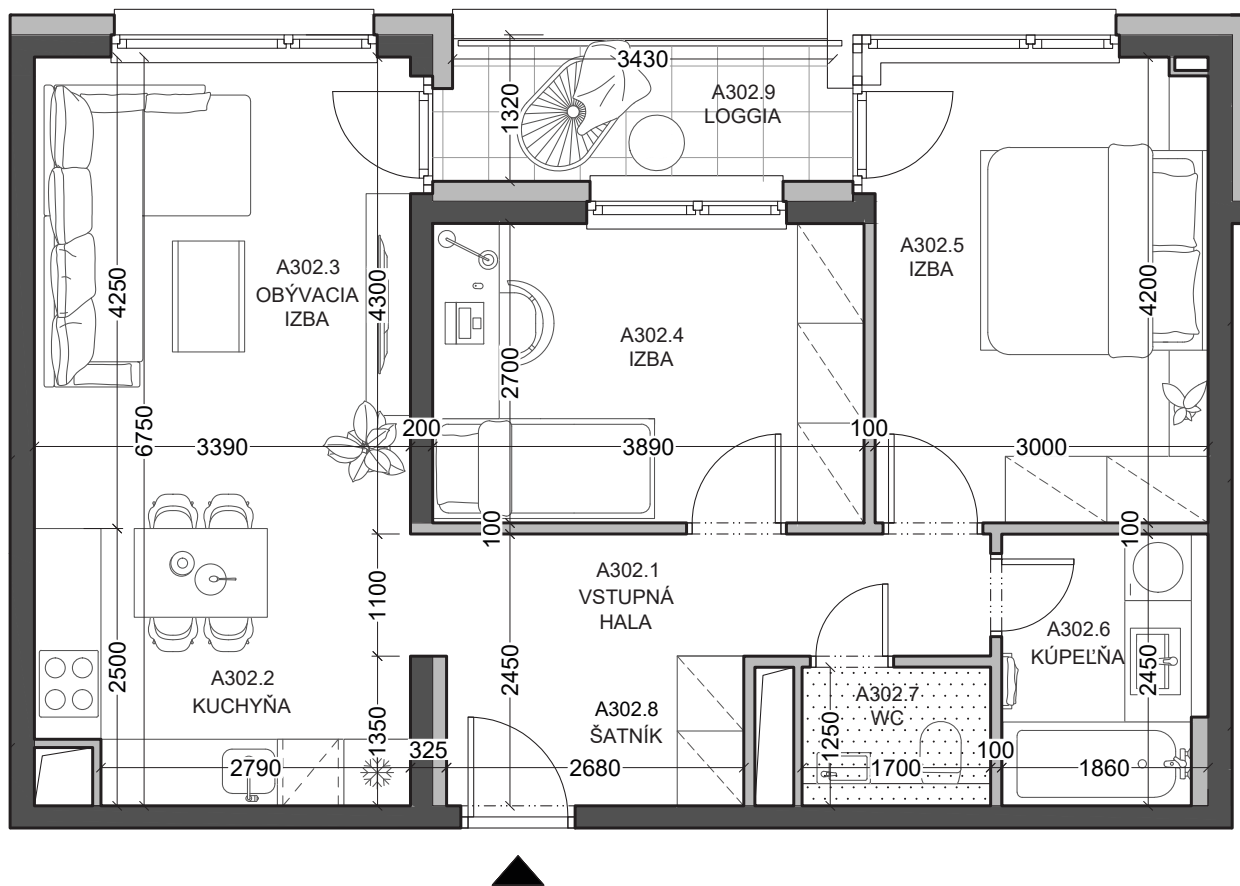 3430
A302.9
LOGGIA
1320
A302.3
OBÝVACIA
IZBA
4250
4300
6750
3390
200
A302.4
IZBA
2700
3890
100
A302.5
IZBA
4200
3000
100
100
A302.1
VSTUPNÁ
HALA
1100
2450
A302.2
KUCHYŇA
2500
1350
2790
325
A302.8
ŠATNÍK
2680
A302.7
WC
1250
1700
100
A302.6
KÚPEĽŇA
2450
1860